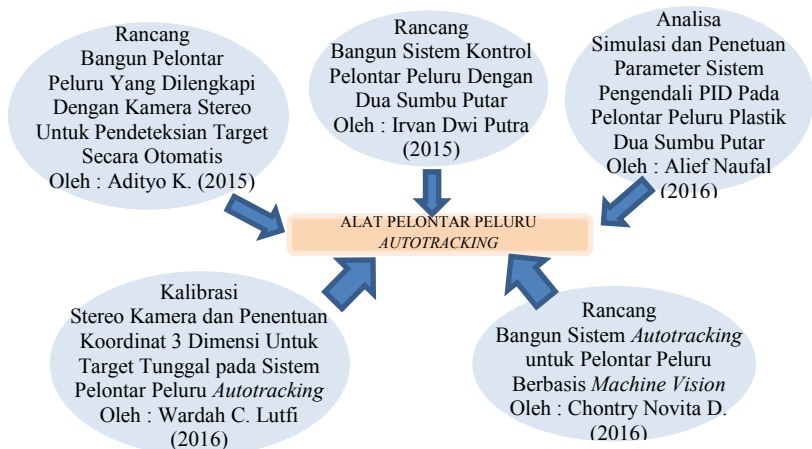 Rancang
Bangun Pelontar
Peluru Yang Dilengkapi
Dengan Kamera Stereo
Untuk Pendeteksian Target
Secara Otomatis
Oleh : Adityo K. (2015)
Rancang
Bangun Sistem Kontrol
Pelontar Peluru Dengan
Dua Sumbu Putar
Oleh : Irvan Dwi Putra
(2015)
Analisa
Simulasi dan Penetuan
Parameter Sistem
Pengendali PID Pada
Pelontar Peluru Plastik
Dua Sumbu Putar
Oleh : Alief Naufal
(2016)
ALAT PELONTAR PELURU
AUTOTRACKING
Kalibrasi
Stereo Kamera dan Penentuan
Koordinat 3 Dimensi Untuk
Target Tunggal pada Sistem
Pelontar Peluru Autotracking
Oleh : Wardah C. Lutfi
(2016)
Rancang
Bangun Sistem Autotracking
untuk Pelontar Peluru
Berbasis Machine Vision
Oleh : Chontry Novita D.
(2016)